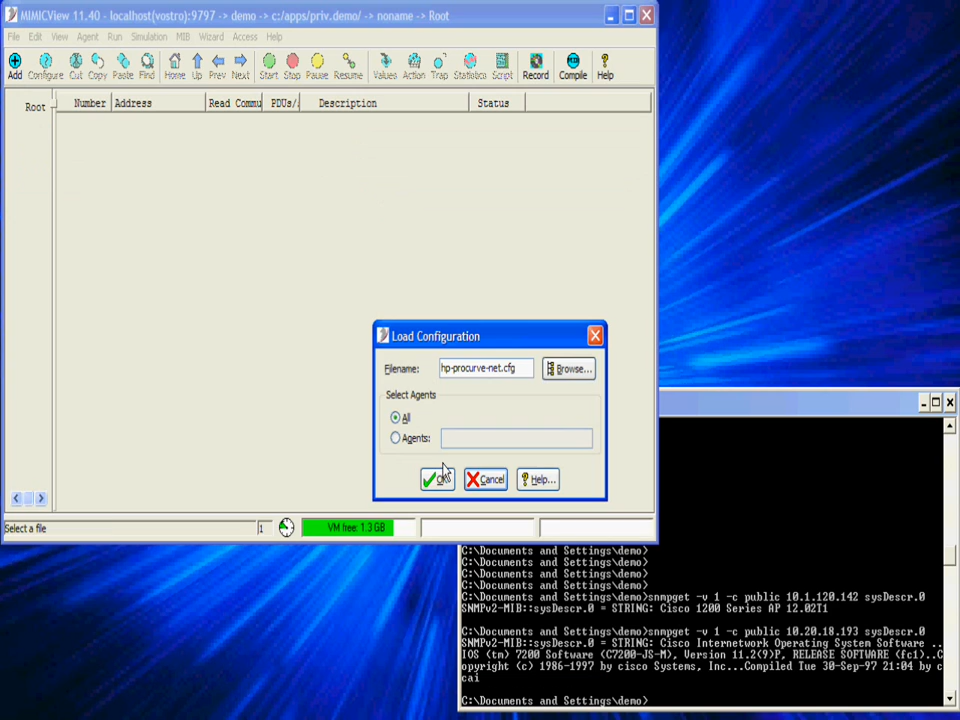 MIMICView 11.40 - localhost(vostro):9797 -> demo -> c:/apps/priv.demo/ -> noname -> Root
File Edit View Agent Run Simulation MIB Wizard Access Help
Add Configure Cut Copy Paste Find Home Up Prev Next Start Stop Pause Resume Values Action Trap Statistics Script Record Compile Help
Root Number Address Read Commu PDUs/. Description Status
Load Configuration
Filename: hp-procurve-net.cfg Browse...
Select Agents
All
Agents:
OK Cancel Help...
Select a file 1 VM free: 1.3 GB
C:\Documents and Settings\demo>
C:\Documents and Settings\demo>
C:\Documents and Settings\demo>
C:\Documents and Settings\demo>
C:\Documents and Settings\demo>snmpget -v 1 -c public 10.1.120.142 sysDescr.0
SNMPv2-MIB::sysDescr.0 = STRING: Cisco 1200 Series AP 12.02T1
C:\Documents and Settings\demo>snmpget -v 1 -c public 10.20.18.193 sysDescr.0
SNMPv2-MIB::sysDescr.0 = STRING: Cisco Internetwork Operating System Software ..
IOS (tm) 7200 Software (C7200-JS-M), Version 11.2(9)P, RELEASE SOFTWARE (fc1)..C
opyright (c) 1986-1997 by cisco Systems, Inc...Compiled Tue 30-Sep-97 21:04 by c
cai
C:\Documents and Settings\demo>